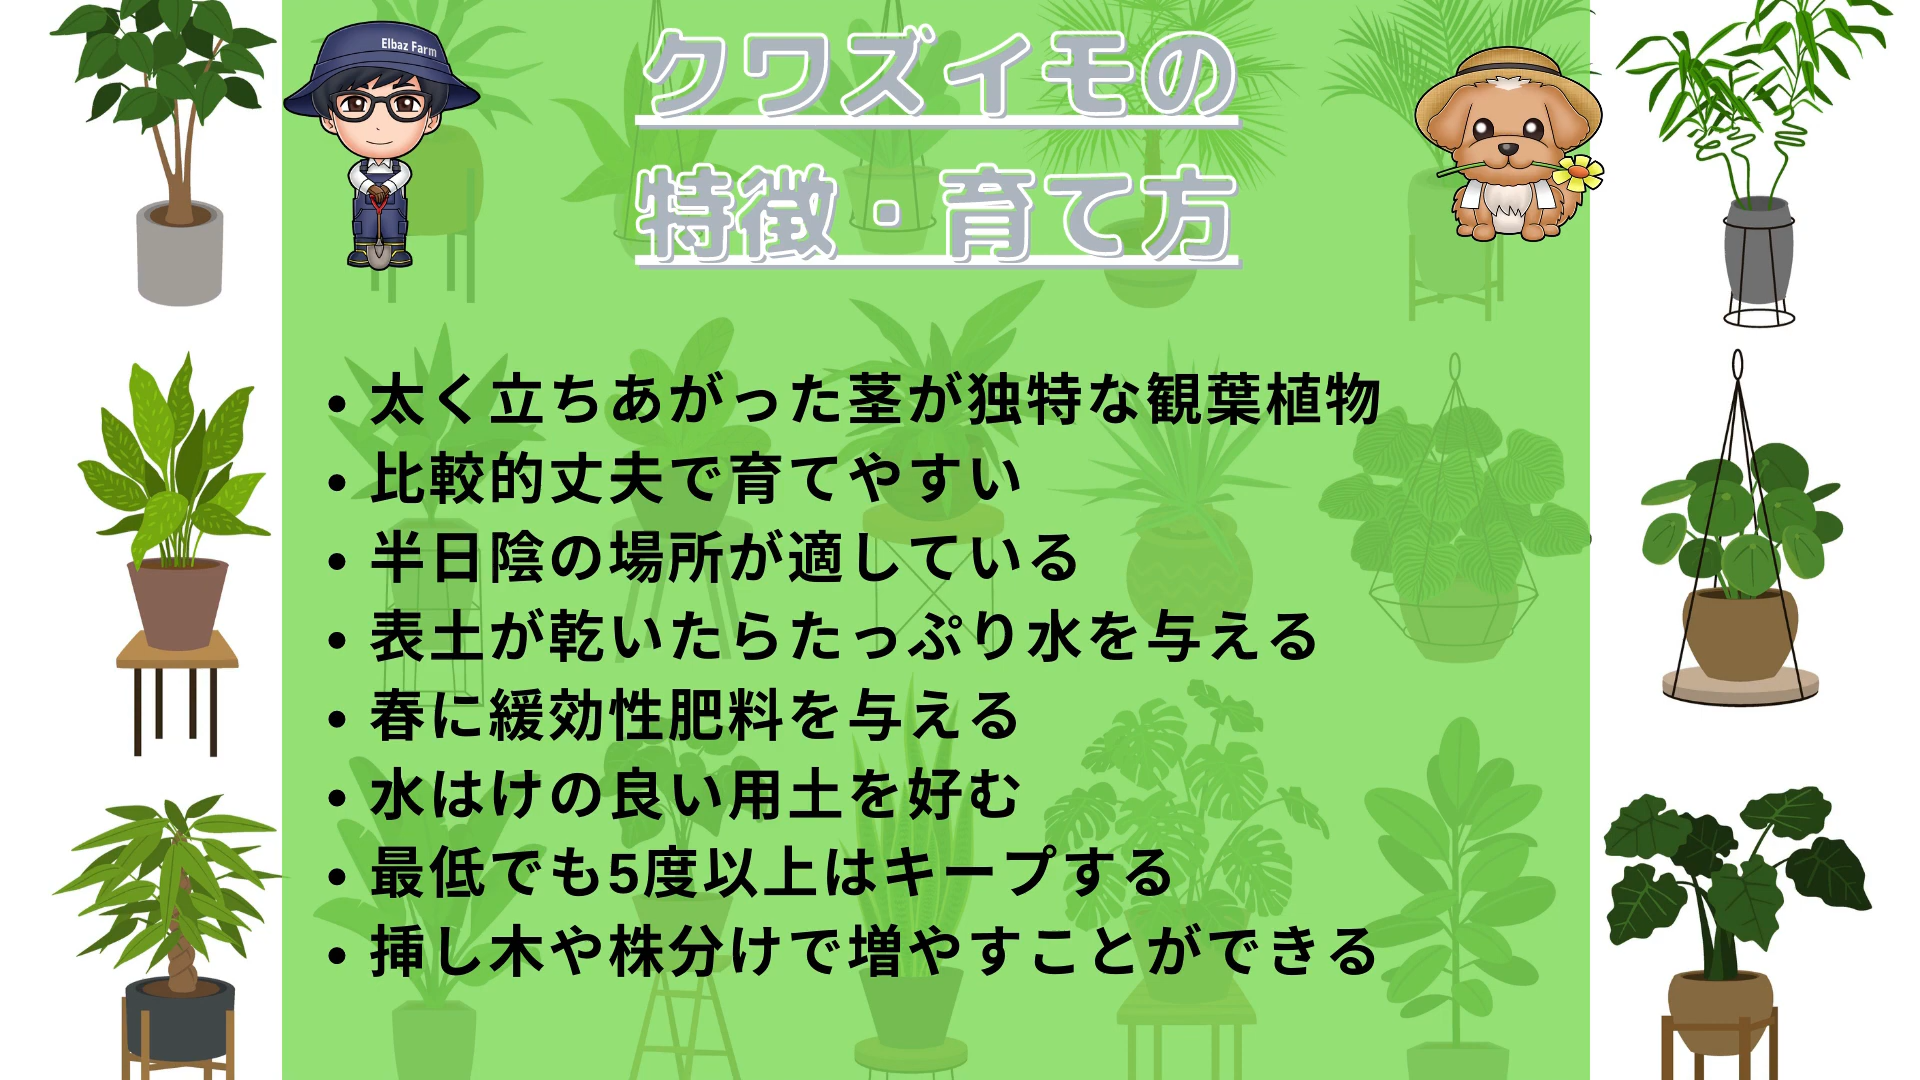 Elbaz Farm
クワズイモの
特徴・育て方
• 太く立ちあがった茎が独特な観葉植物
• 比較的丈夫で育てやすい
• 半日陰の場所が適している
• 表土が乾いたらたっぷり水を与える
• 春に緩効性肥料を与える
• 水はけの良い用土を好む
• 最低でも5度以上はキープする
• 挿し木や株分けで増やすことができる